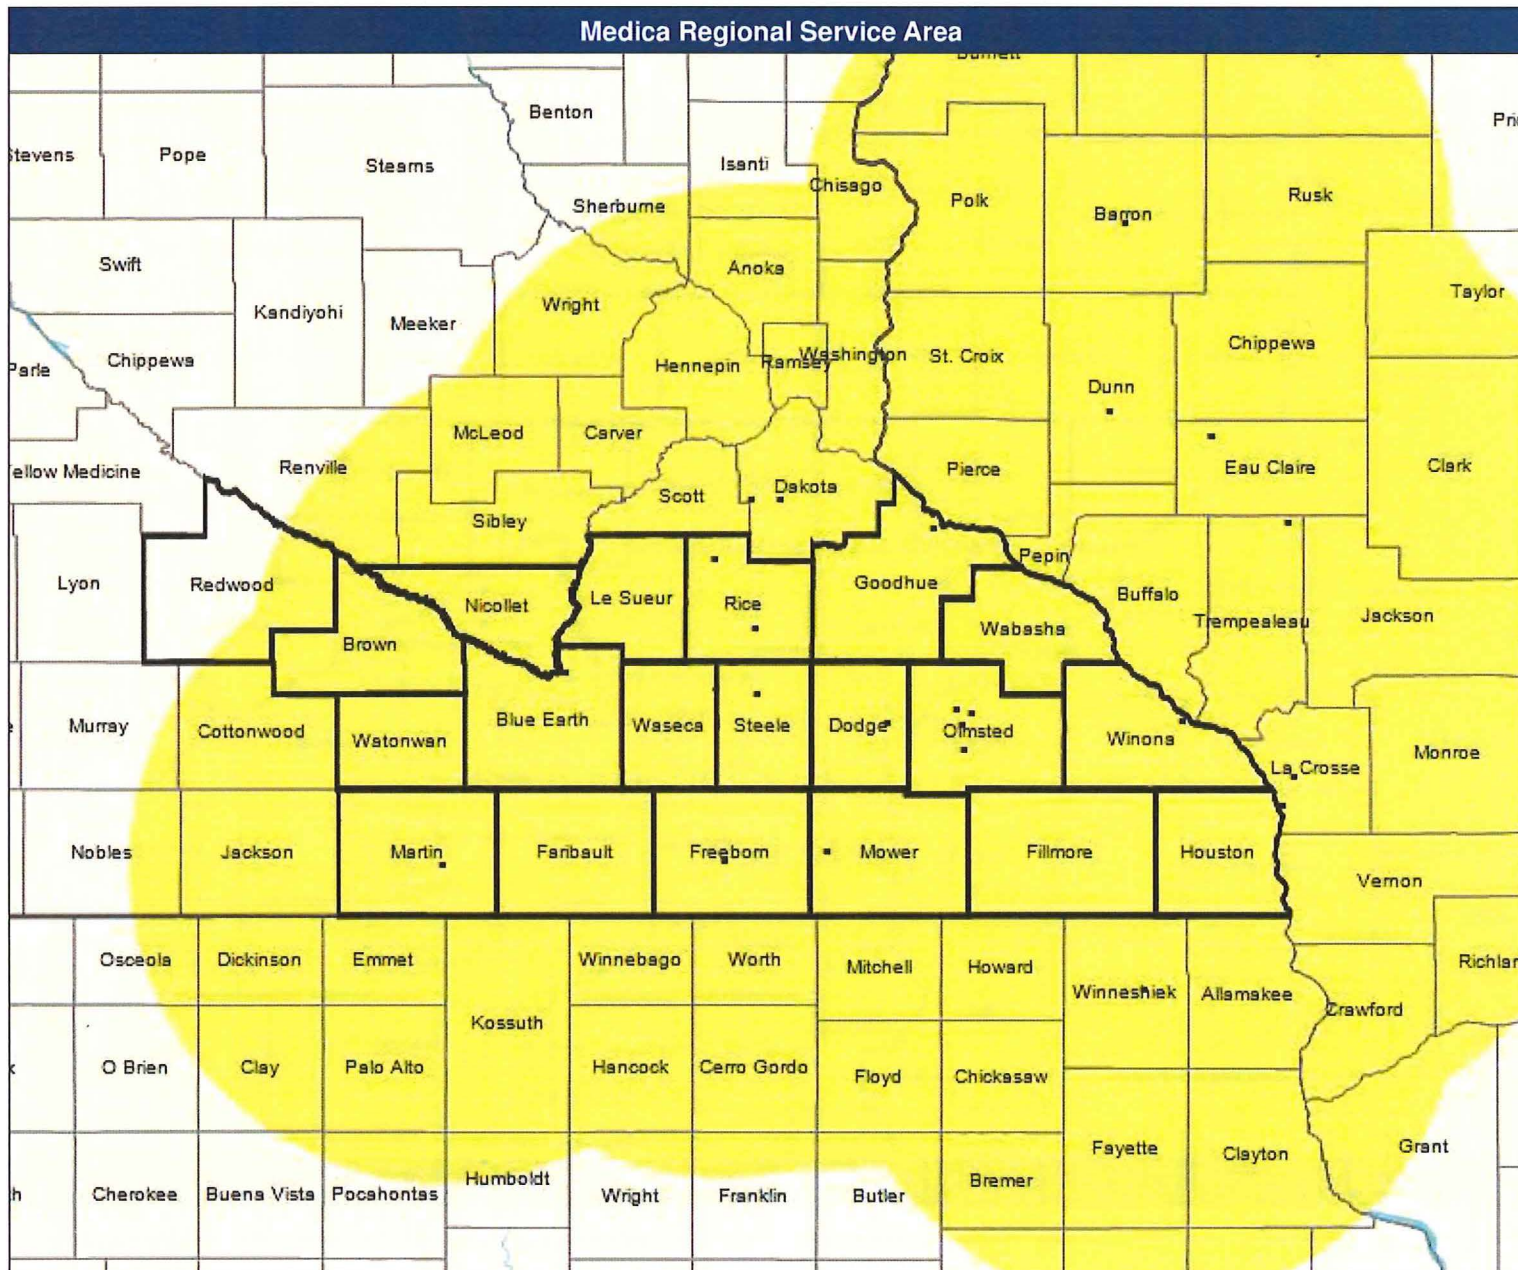 Medica Regional Service Area
Benton
Stevens
Pope
Stearns
Isanti
Chisago
Sherburne
Polk
Barron
Rusk
Swift
Anoka
Taylor
Kandiyohi
Wright
Meeker
Chippewa
Hennepin
Ramsey
Washington
St. Croix
Chippewa
Parle
Dunn
McLeod
Carver
Renville
Yellow Medicine
Pierce
Eau Claire
Clark
Scott
Dakota
Sibley
Pepin
Lyon
Redwood
Nicollet
Le Sueur
Rice
Goodhue
Buffalo
Trempealeau
Jackson
Brown
Wabasha
Murray
Cottonwood
Watonwan
Blue Earth
Waseca
Steele
Dodge
Olmsted
Winona
La Crosse
Monroe
Nobles
Jackson
Martin
Faribault
Freeborn
Mower
Fillmore
Houston
Vernon
Osceola
Dickinson
Emmet
Winnebago
Worth
Mitchell
Howard
Winneshiek
Allamakee
Crawford
Richlan
Kossuth
O Brien
Clay
Palo Alto
Hancock
Cerro Gordo
Floyd
Chickasaw
Fayette
Clayton
Grant
Cherokee
Buena Vista
Pocahontas
Humboldt
Wright
Franklin
Butler
Bremer